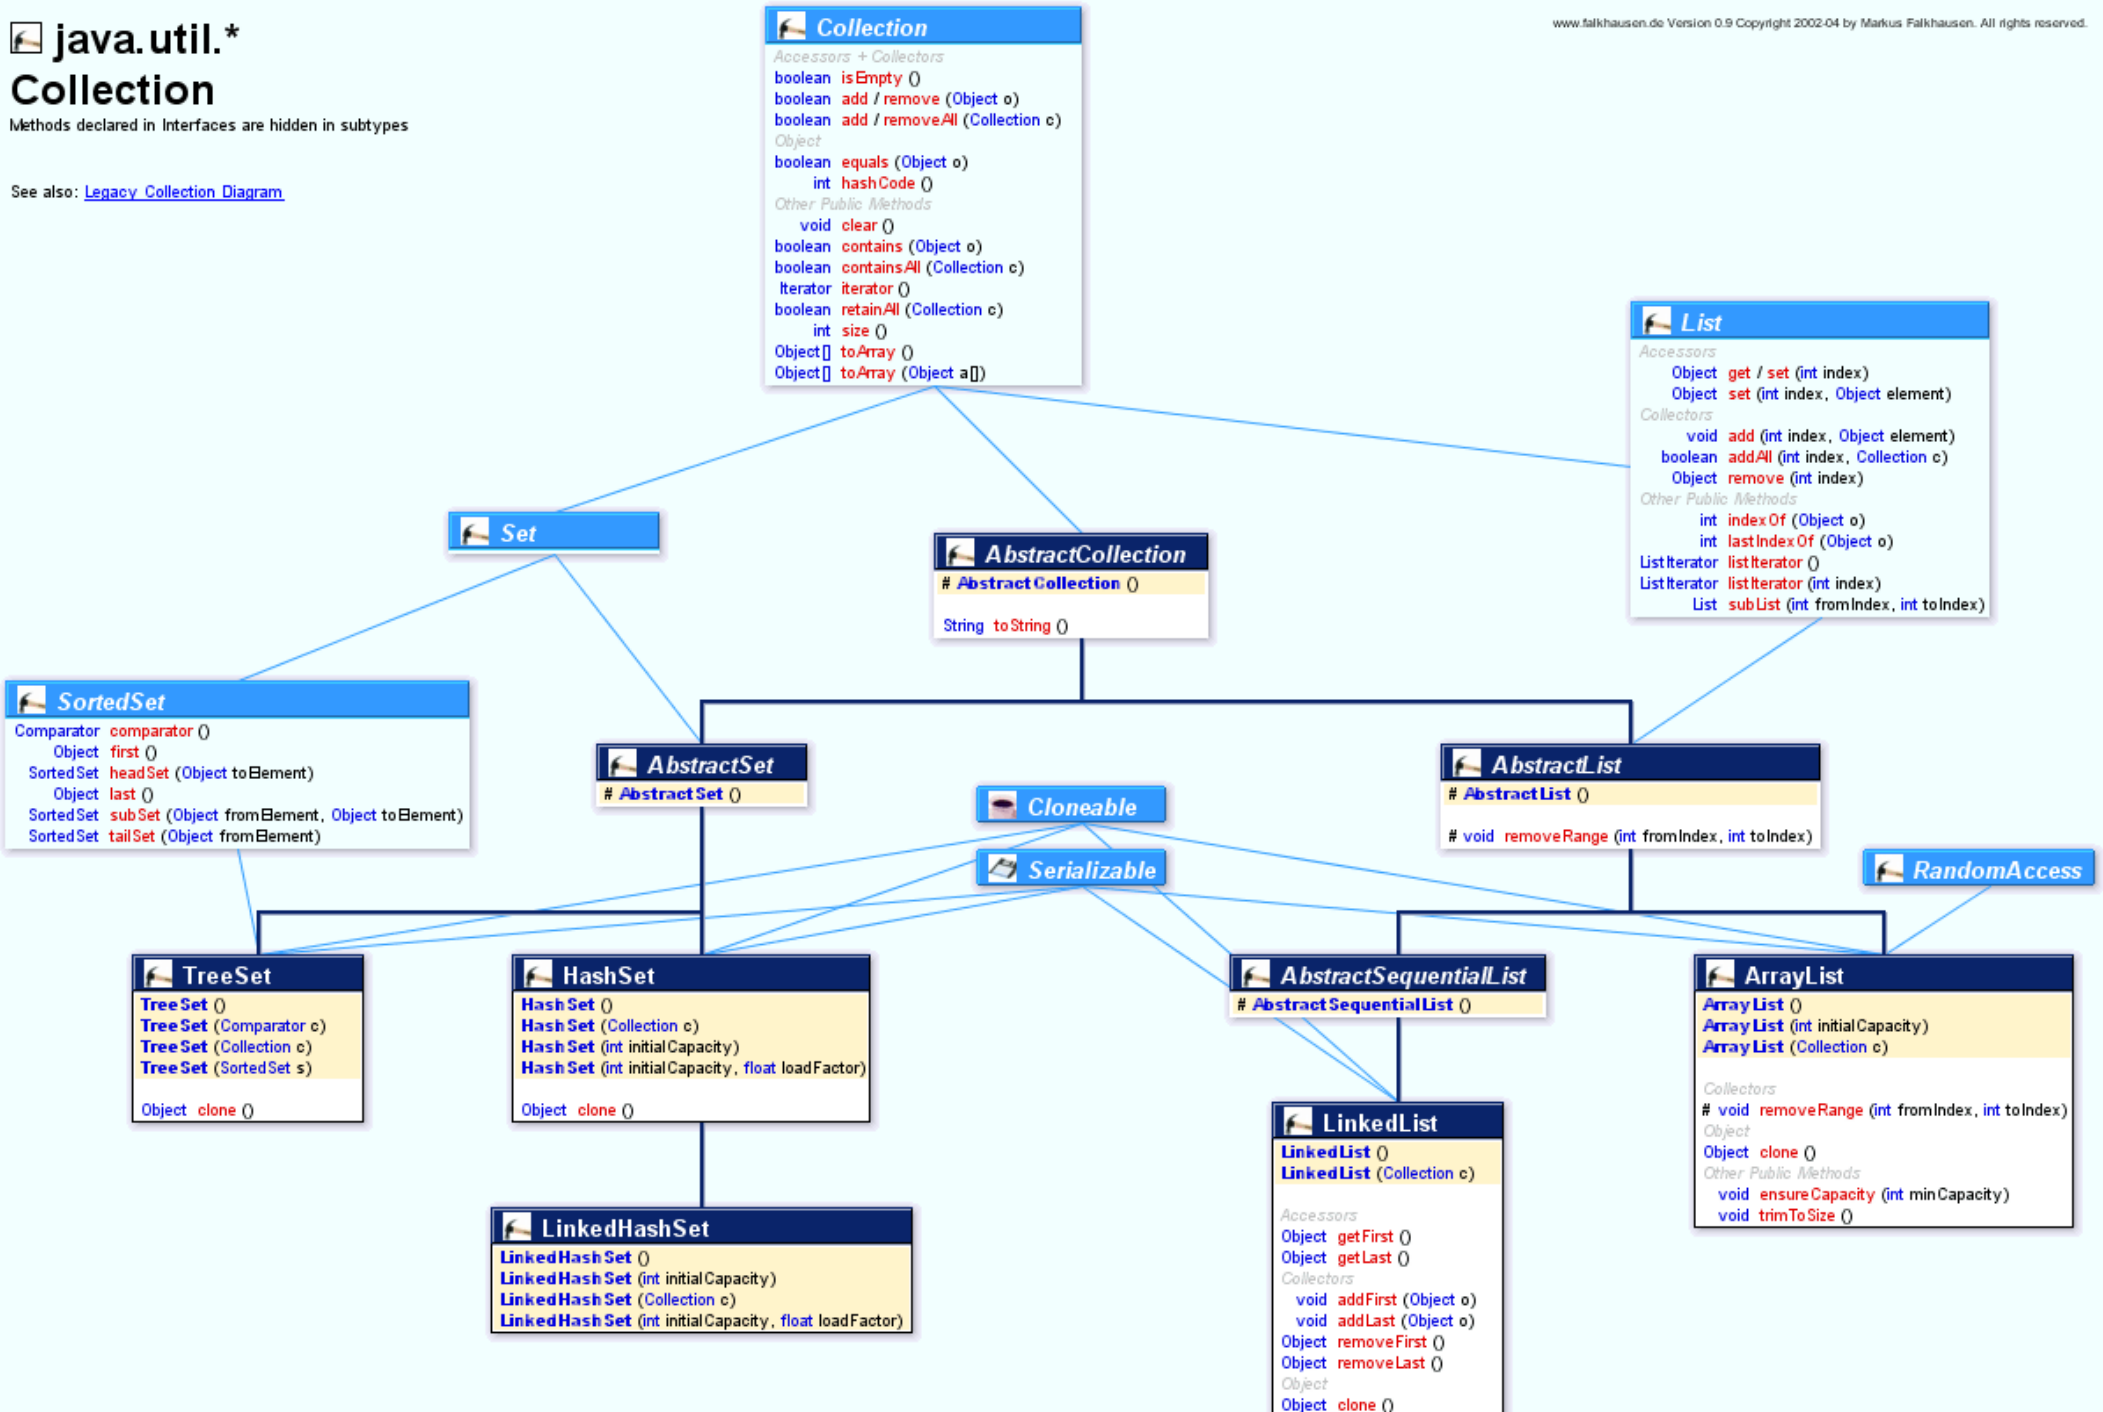 java.util.*
Collection
Methods declared in Interfaces are hidden in subtypes
See also: Legacy Collection Diagram
www.falkhausen.de Version 0.9 Copyright 2002-04 by Markus Falkhausen. All rights reserved.
Collection
Accessors + Collectors
boolean isEmpty ()
boolean add / remove (Object o)
boolean add / removeAll (Collection c)
Object
boolean equals (Object o)
int hashCode ()
Other Public Methods
void clear ()
boolean contains (Object o)
boolean containsAll (Collection c)
Iterator iterator ()
boolean retainAll (Collection c)
int size ()
Object[] toArray ()
Object[] toArray (Object a[])
List
Accessors
Object get / set (int index)
Object set (int index, Object element)
Collectors
void add (int index, Object element)
boolean addAll (int index, Collection c)
Object remove (int index)
Other Public Methods
int indexOf (Object o)
int lastIndexOf (Object o)
ListIterator listIterator ()
ListIterator listIterator (int index)
List subList (int fromIndex, int toIndex)
Set
AbstractCollection
# AbstractCollection ()
String toString ()
SortedSet
Comparator comparator ()
Object first ()
SortedSet headSet (Object toElement)
Object last ()
SortedSet subSet (Object fromElement, Object toElement)
SortedSet tailSet (Object fromElement)
AbstractSet
# AbstractSet ()
Cloneable
Serializable
AbstractList
# AbstractList ()
# void removeRange (int fromIndex, int toIndex)
RandomAccess
TreeSet
TreeSet ()
TreeSet (Comparator c)
TreeSet (Collection c)
TreeSet (SortedSet s)
Object clone ()
HashSet
HashSet ()
HashSet (Collection c)
HashSet (int initialCapacity)
HashSet (int initialCapacity, float loadFactor)
Object clone ()
AbstractSequentialList
# AbstractSequentialList ()
ArrayList
ArrayList ()
ArrayList (int initialCapacity)
ArrayList (Collection c)
Collectors
# void removeRange (int fromIndex, int toIndex)
Object
Object clone ()
Other Public Methods
void ensureCapacity (int minCapacity)
void trimToSize ()
LinkedHashSet
LinkedHashSet ()
LinkedHashSet (int initialCapacity)
LinkedHashSet (Collection c)
LinkedHashSet (int initialCapacity, float loadFactor)
LinkedList
LinkedList ()
LinkedList (Collection c)
Accessors
Object getFirst ()
Object getLast ()
Collectors
void addFirst (Object o)
void addLast (Object o)
Object removeFirst ()
Object removeLast ()
Object
Object clone ()